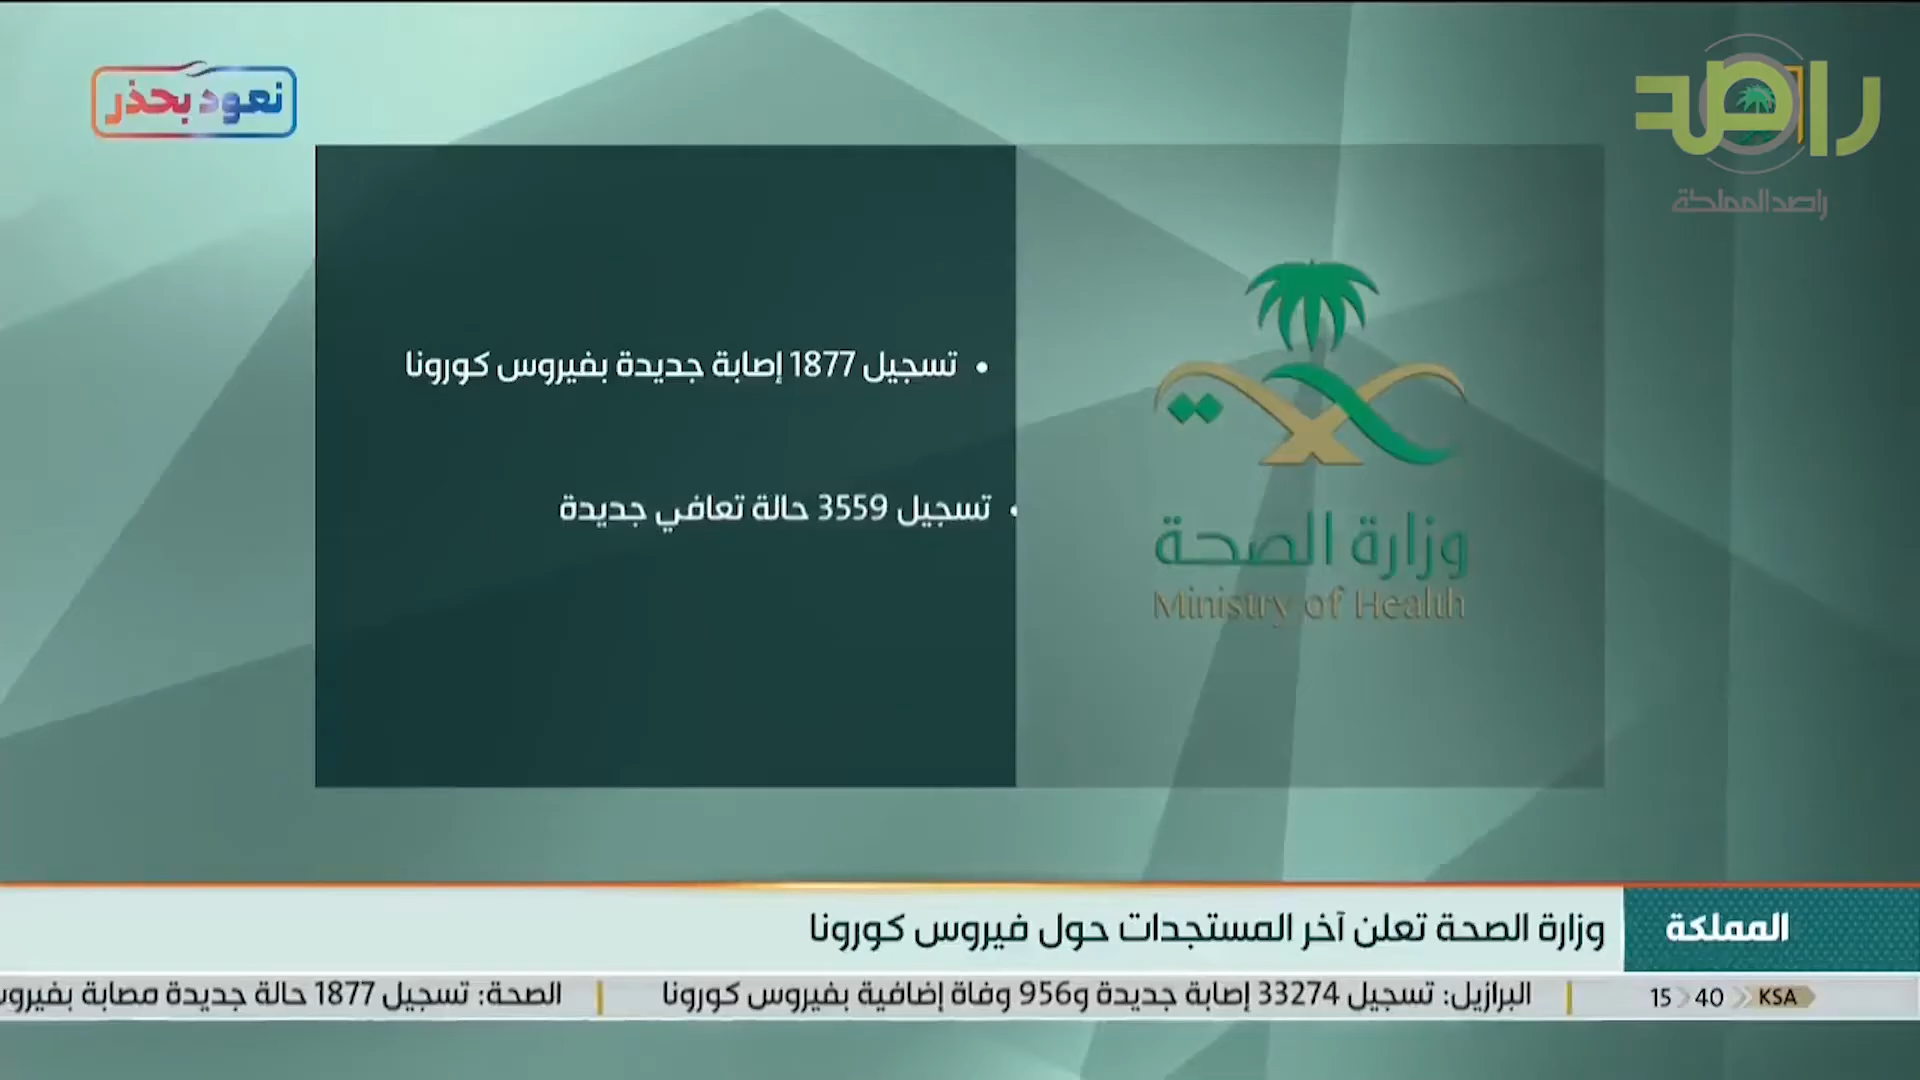 نعود بحذر
راصد
راصد المملكة
• تسجيل 1877 إصابة جديدة بفيروس كورونا
• تسجيل 3559 حالة تعافي جديدة
وزارة الصحة
Ministry of Health
المملكة
وزارة الصحة تعلن آخر المستجدات حول فيروس كورونا
15 40 KSA
البرازيل: تسجيل 33274 إصابة جديدة و956 وفاة إضافية بفيروس كورونا | الصحة: تسجيل 1877 حالة جديدة مصابة